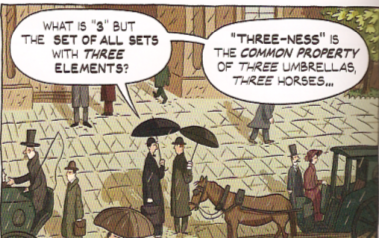 WHAT IS "3" BUT
THE SET OF ALL SETS
WITH THREE
ELEMENTS?
"THREE-NESS" IS
THE COMMON PROPERTY
OF THREE UMBRELLAS,
THREE HORSES...